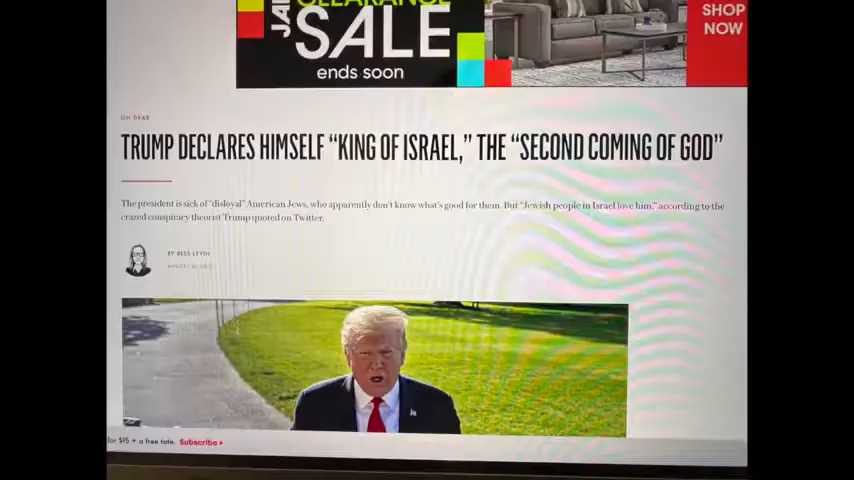 JAN
CLEARANCE
SALE
ends soon
SHOP
NOW
OH DEAR
TRUMP DECLARES HIMSELF “KING OF ISRAEL,” THE “SECOND COMING OF GOD”
The president is sick of “disloyal” American Jews, who apparently don't know what's good for them. But “Jewish people in Israel love him,” according to the
crazed conspiracy theorist Trump quoted on Twitter.
BY BESS LEVIN
AUGUST
for $15 + a free tote. Subscribe